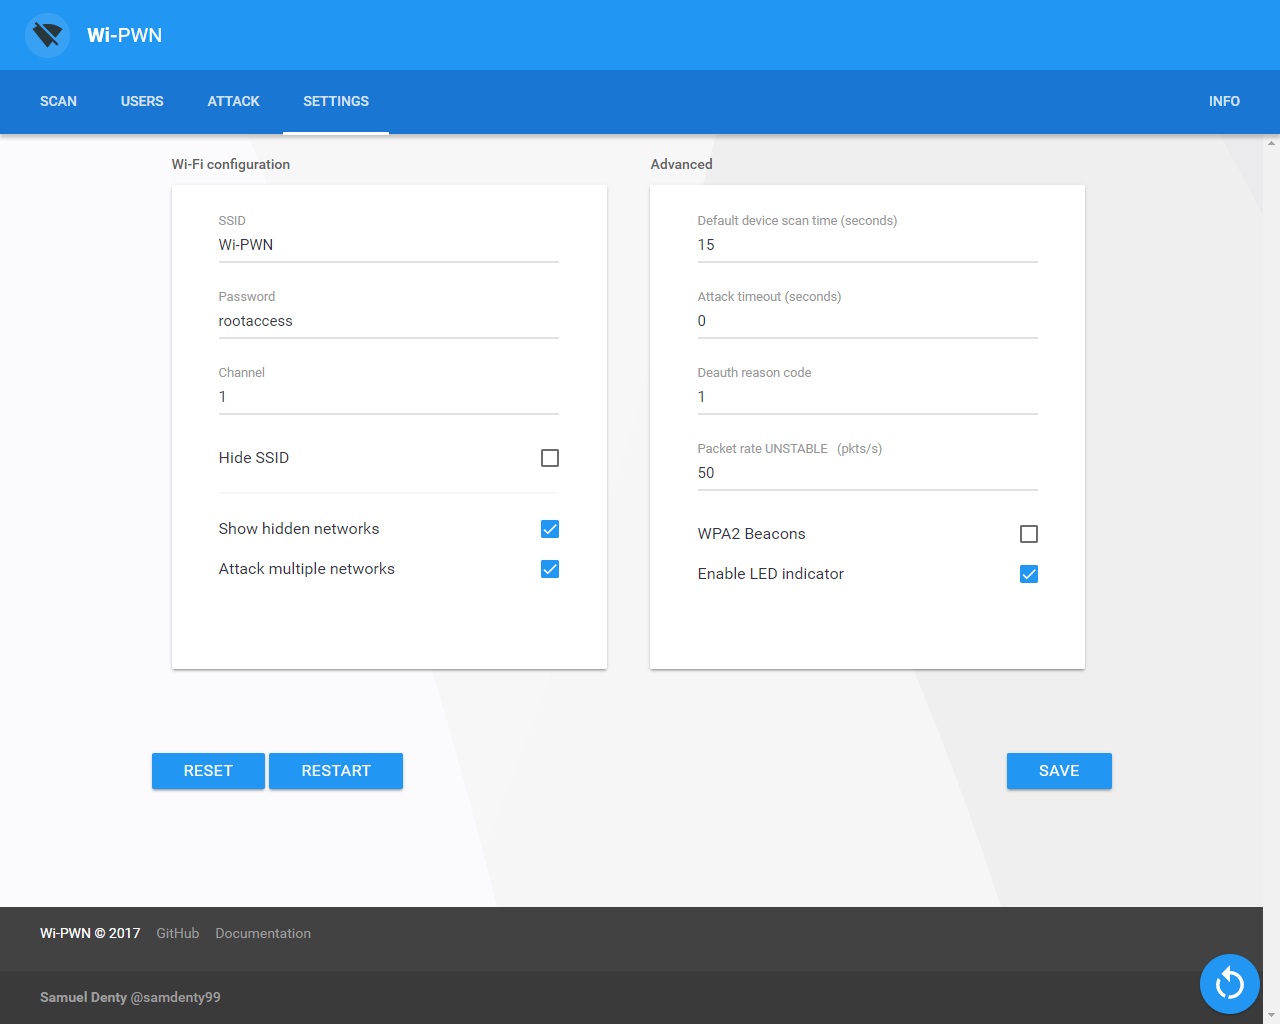 Wi-PWN
SCAN USERS ATTACK SETTINGS INFO
Wi-Fi configuration
SSID
Wi-PWN
Password
rootaccess
Channel
1
Hide SSID
Show hidden networks
Attack multiple networks
Advanced
Default device scan time (seconds)
15
Attack timeout (seconds)
0
Deauth reason code
1
Packet rate UNSTABLE (pkts/s)
50
WPA2 Beacons
Enable LED indicator
RESET RESTART SAVE
Wi-PWN © 2017 GitHub Documentation
Samuel Denty @samdenty99